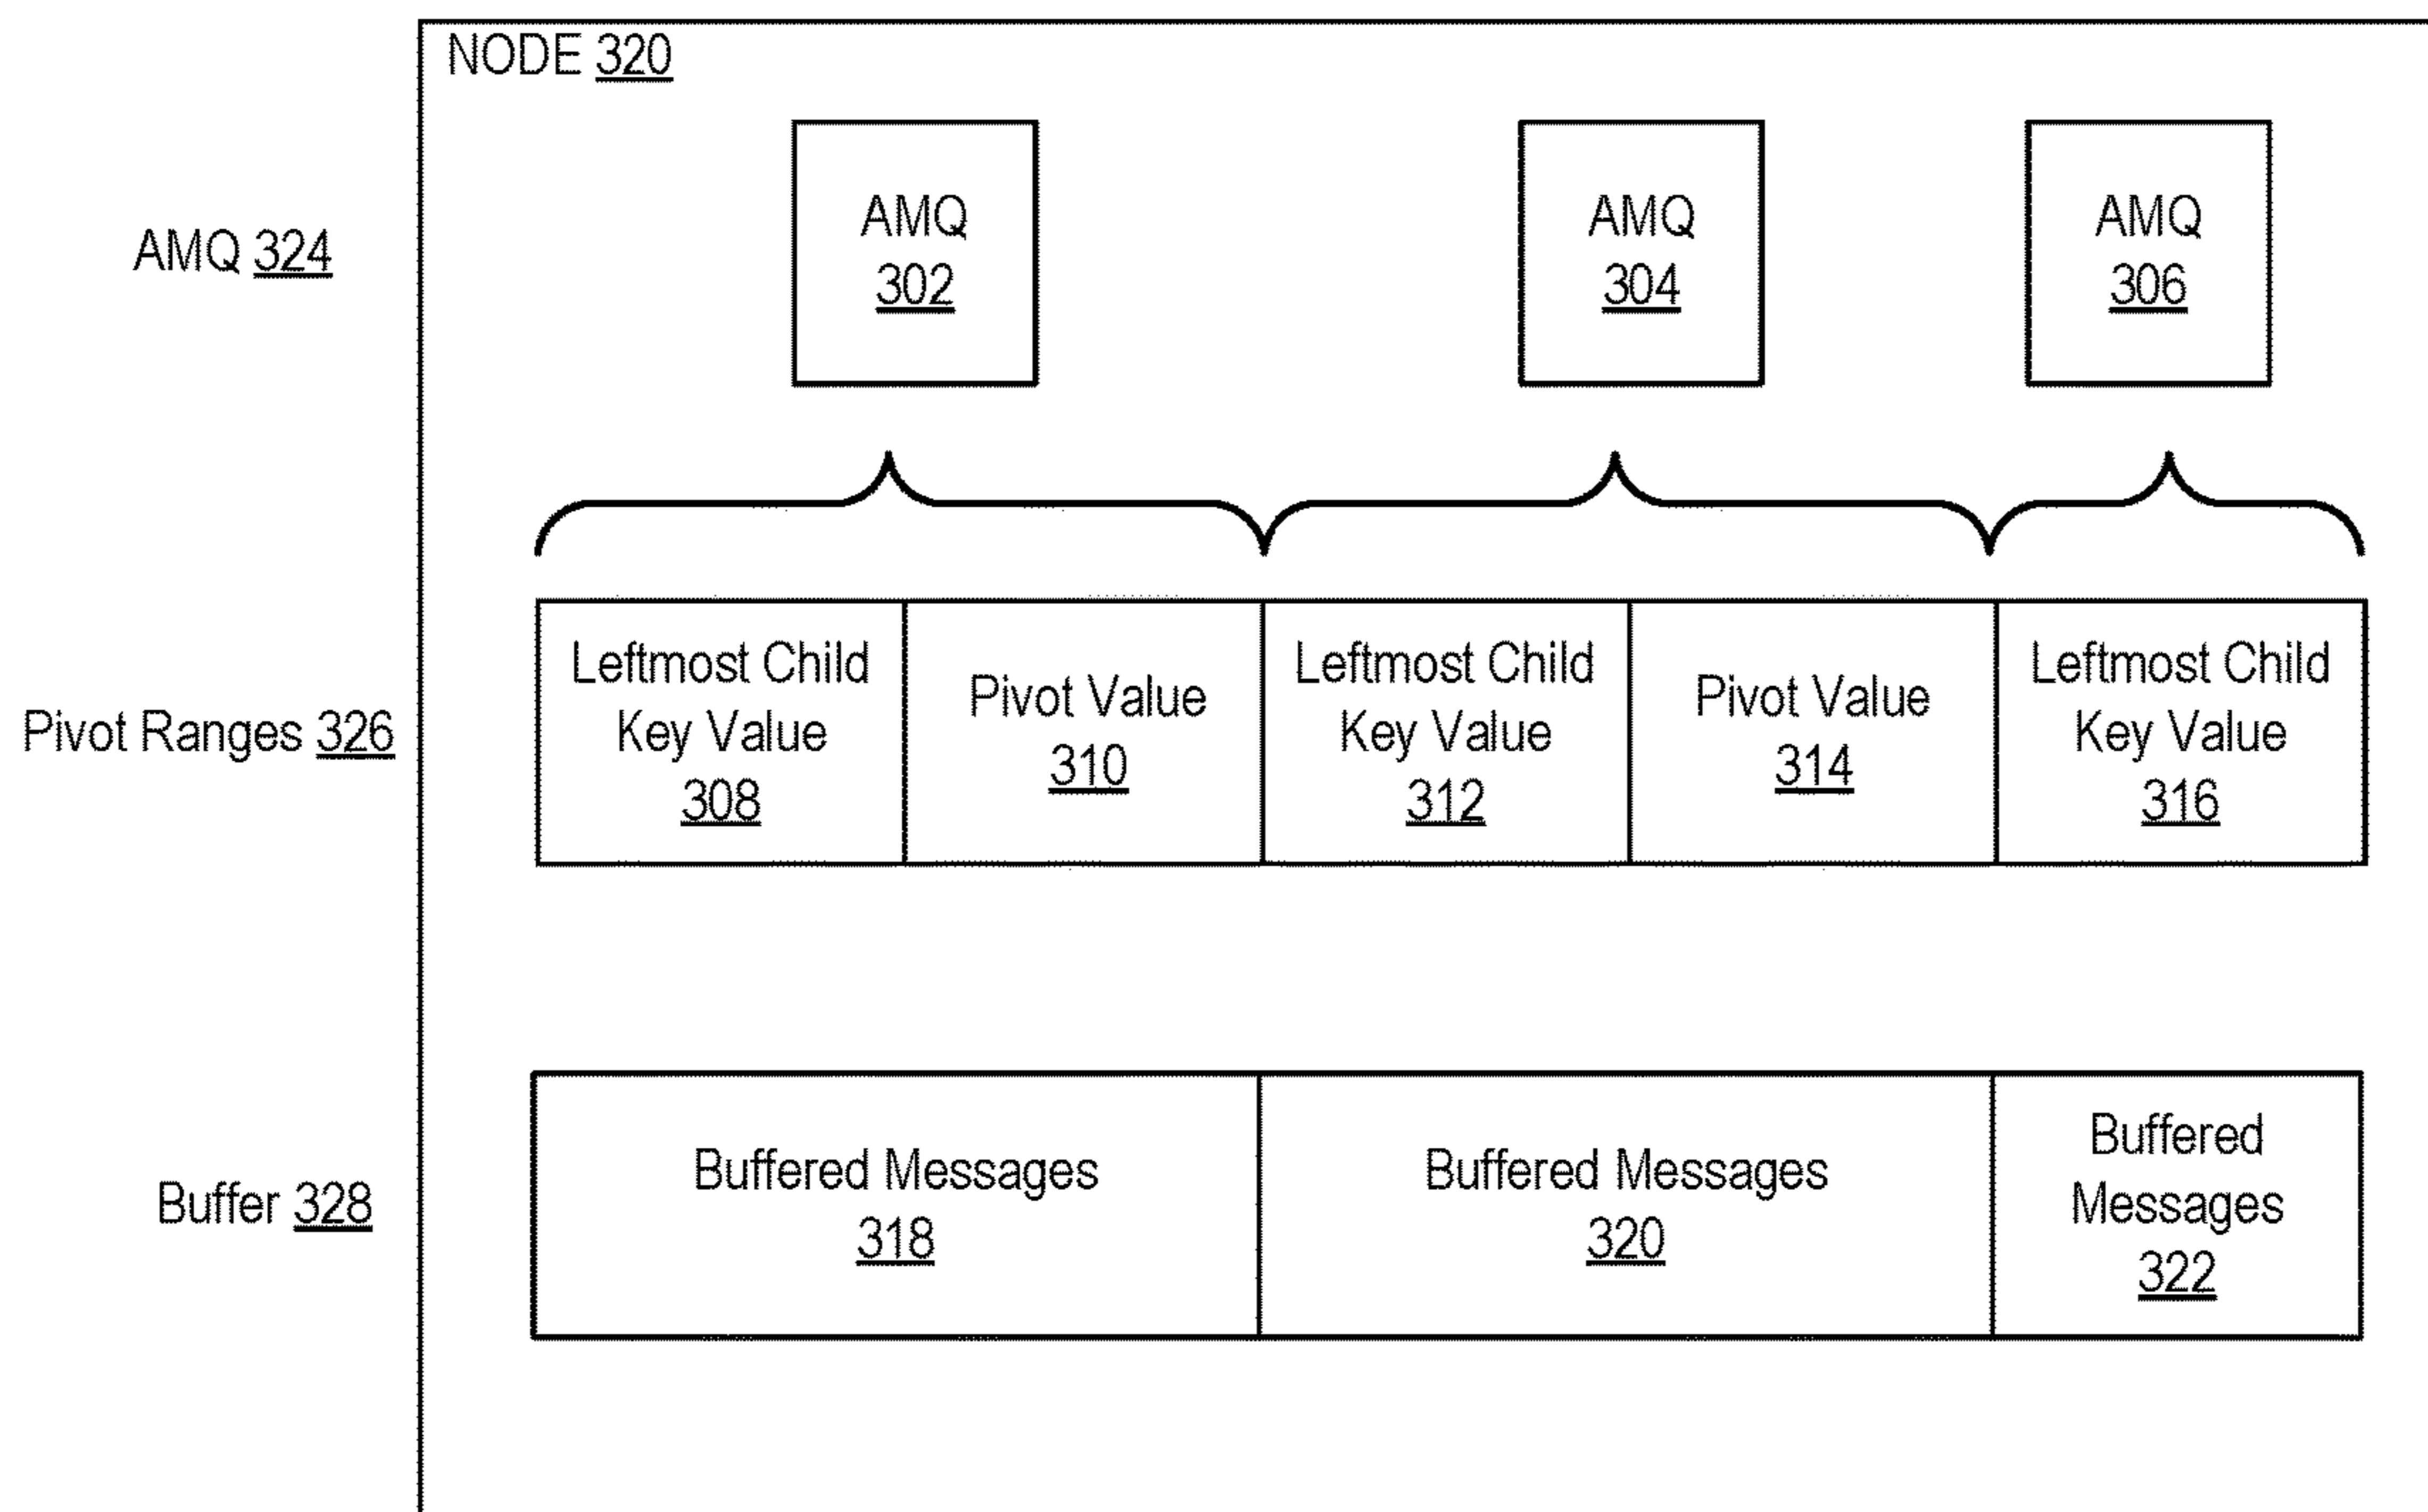 NODE 320
AMQ 324
AMQ
302
AMQ
304
AMQ
306
Pivot Ranges 326
Leftmost Child
Key Value
308
Pivot Value
310
Leftmost Child
Key Value
312
Pivot Value
314
Leftmost Child
Key Value
316
Buffer 328
Buffered Messages
318
Buffered Messages
320
Buffered
Messages
322